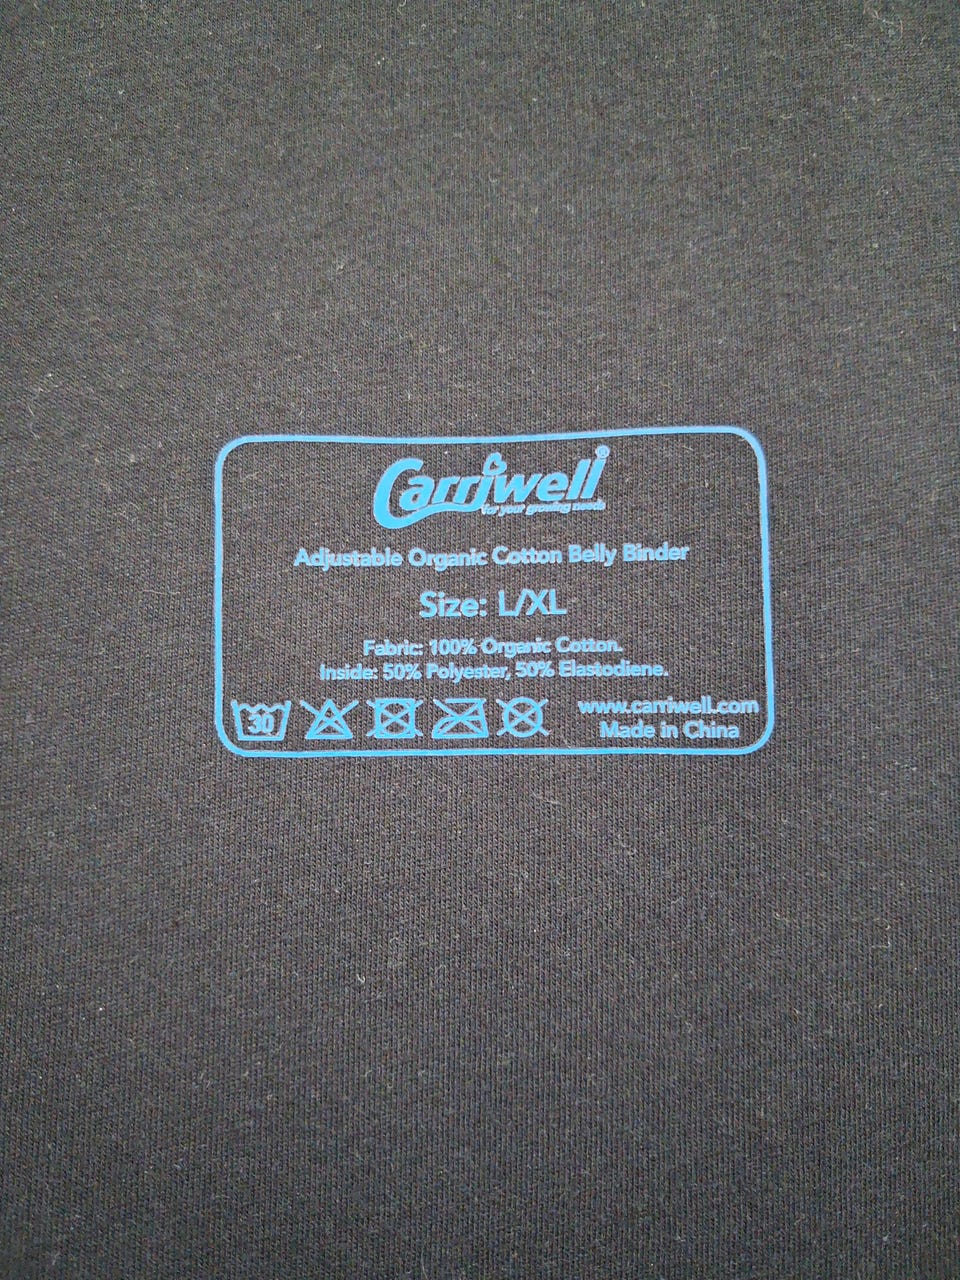 Carriwell®
for your growing needs
Adjustable Organic Cotton Belly Binder
Size: L/XL
Fabric: 100% Organic Cotton.
Inside: 50% Polyester, 50% Elastodiene.
30
www.carriwell.com
Made in China